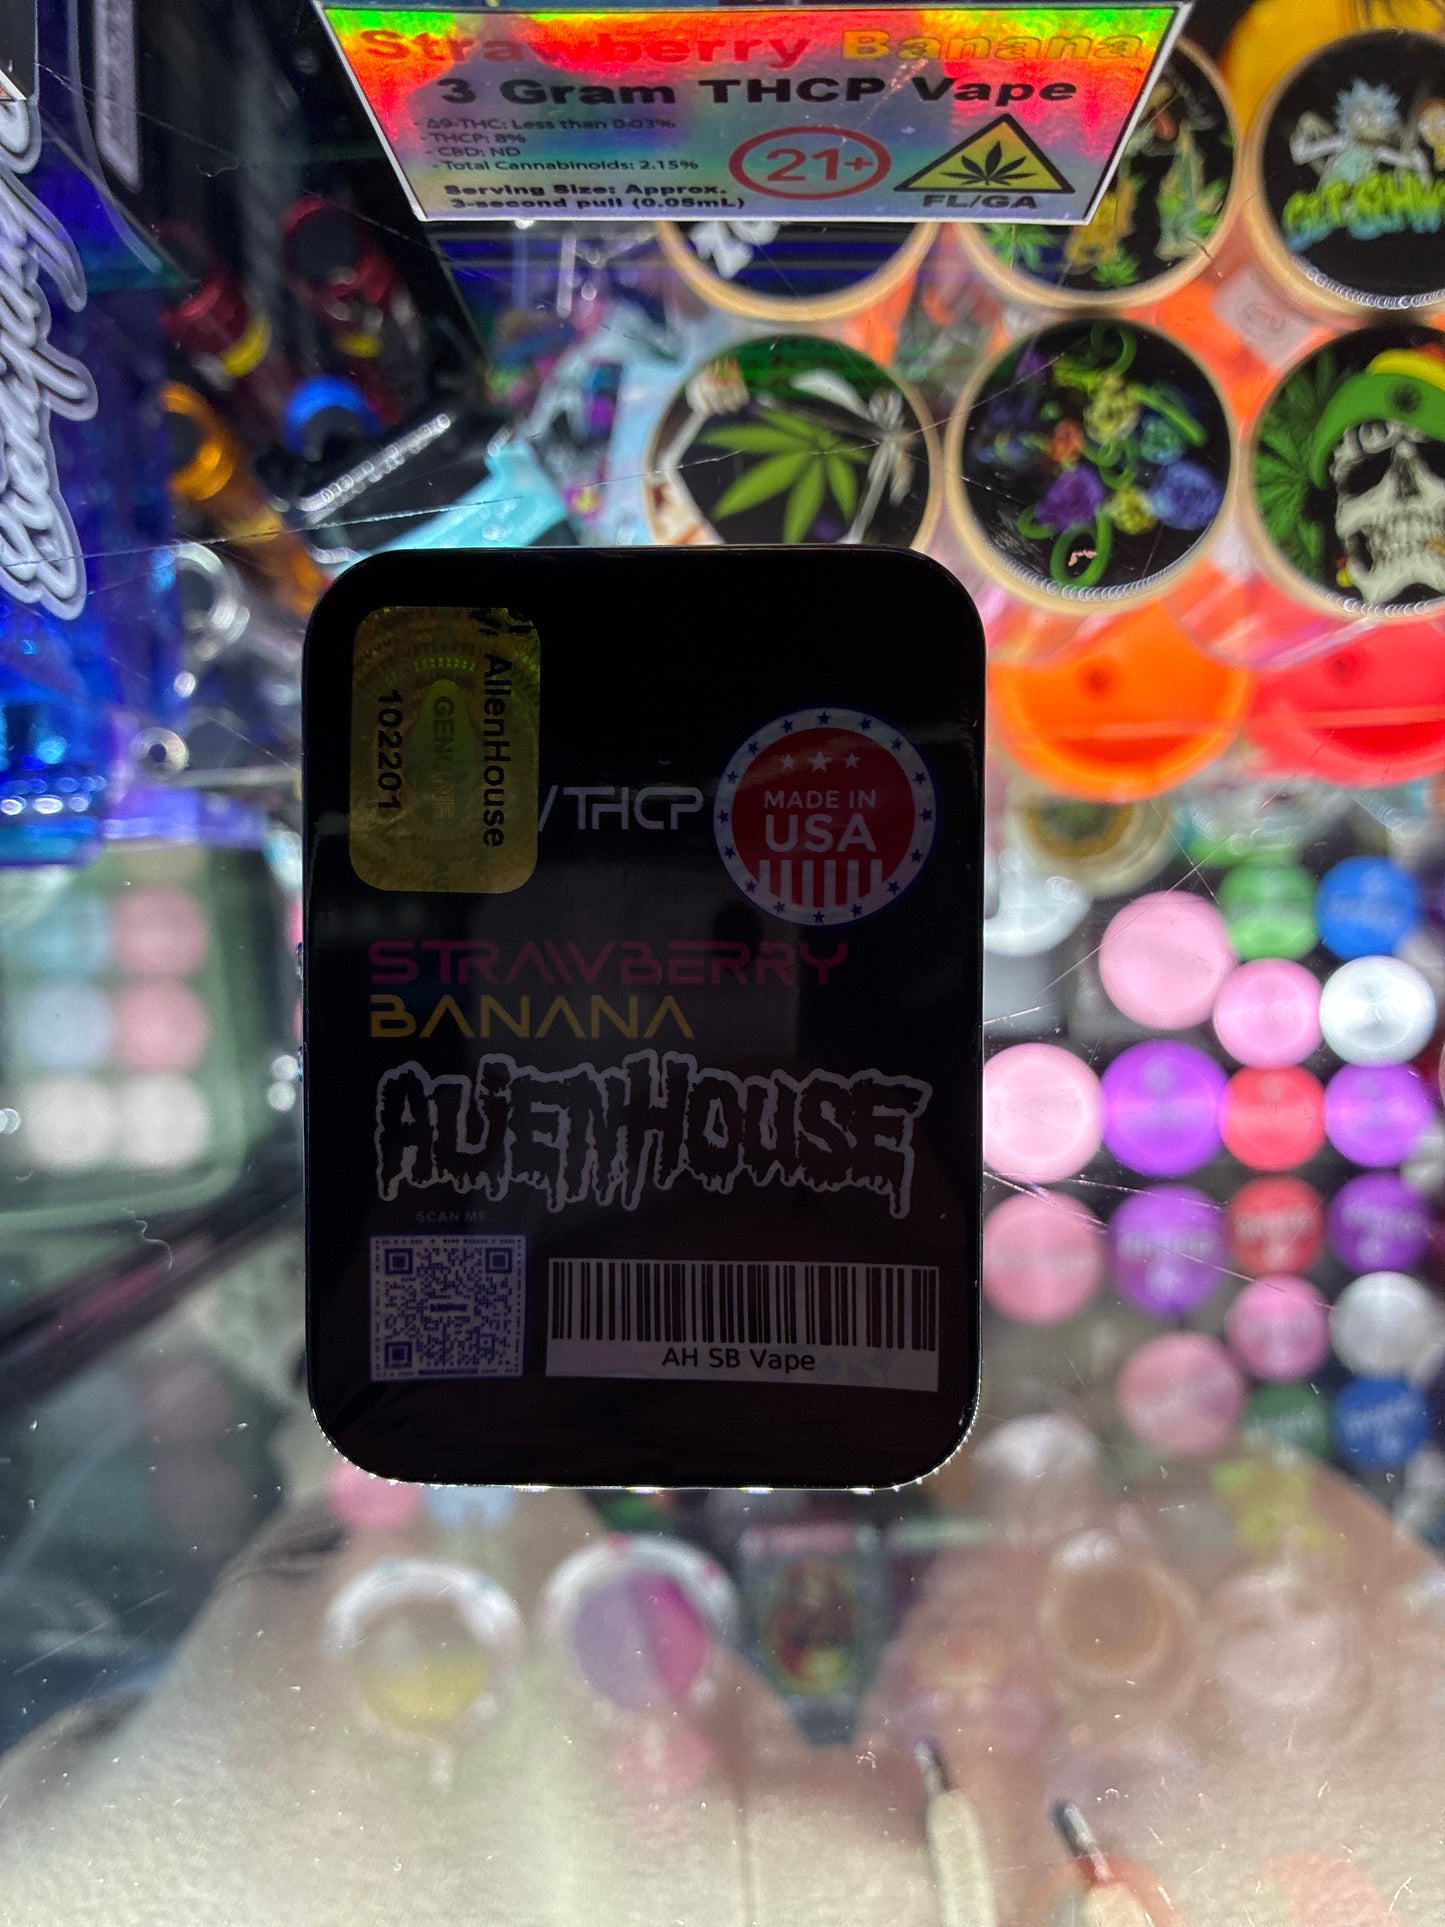 Strawberry Banana
3 Gram THCP Vape
- Δ9-THC: Less than 0.03%
- THCP: 8%
- CBD: ND
- Total Cannabinoids: 2.15%
Serving Size: Approx.
3-second pull (0.05mL)
21+
FL/GA
AlienHouse
GENUINE
102201
/THCP
MADE IN
USA
STRAWBERRY
BANANA
ALIENHOUSE
SCAN ME
AH SB Vape